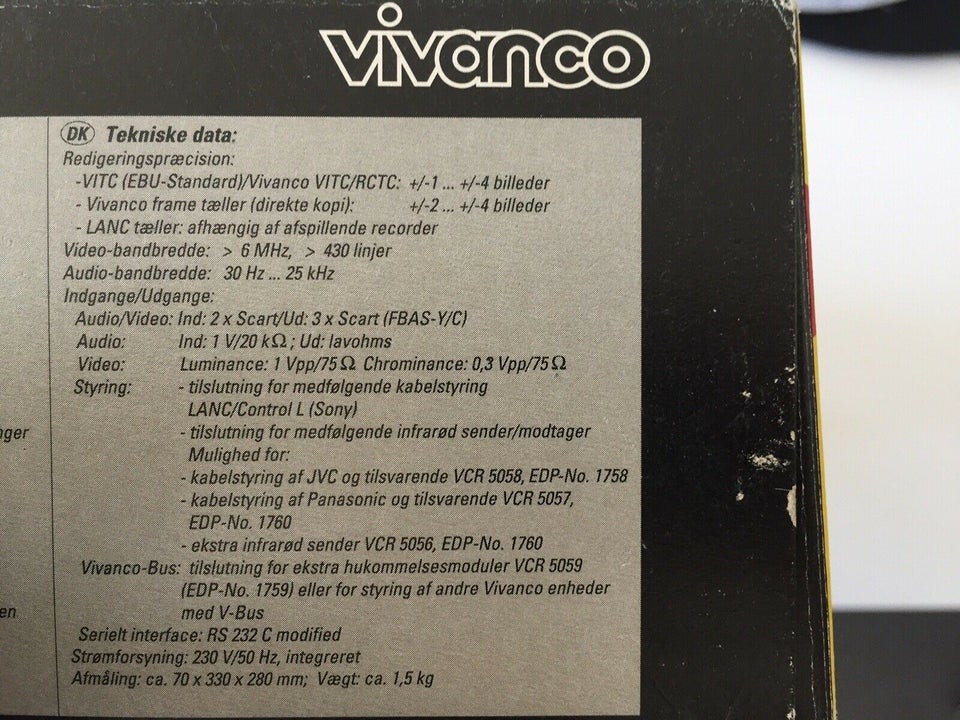 vivanco
DK Tekniske data:
Redigeringspræcision:
-VITC (EBU-Standard)/Vivanco VITC/RCTC: +/-1 ... +/-4 billeder
- Vivanco frame tæller (direkte kopi): +/-2 ... +/-4 billeder
- LANC tæller: afhængig af afspillende recorder
Video-bandbredde: > 6 MHz, > 430 linjer
Audio-bandbredde: 30 Hz ... 25 kHz
Indgange/Udgange:
Audio/Video: Ind: 2 x Scart/Ud: 3 x Scart (FBAS-Y/C)
Audio: Ind: 1 V/20 kΩ ; Ud: lavohms
Video: Luminance: 1 Vpp/75 Ω Chrominance: 0,3 Vpp/75 Ω
Styring: - tilslutning for medfølgende kabelstyring
LANC/Control L (Sony)
- tilslutning for medfølgende infrarød sender/modtager
Mulighed for:
- kabelstyring af JVC og tilsvarende VCR 5058, EDP-No. 1758
- kabelstyring af Panasonic og tilsvarende VCR 5057,
EDP-No. 1760
- ekstra infrarød sender VCR 5056, EDP-No. 1760
Vivanco-Bus: tilslutning for ekstra hukommelsesmoduler VCR 5059
(EDP-No. 1759) eller for styring af andre Vivanco enheder
med V-Bus
Serielt interface: RS 232 C modified
Strømforsyning: 230 V/50 Hz, integreret
Afmåling: ca. 70 x 330 x 280 mm; Vægt: ca. 1,5 kg